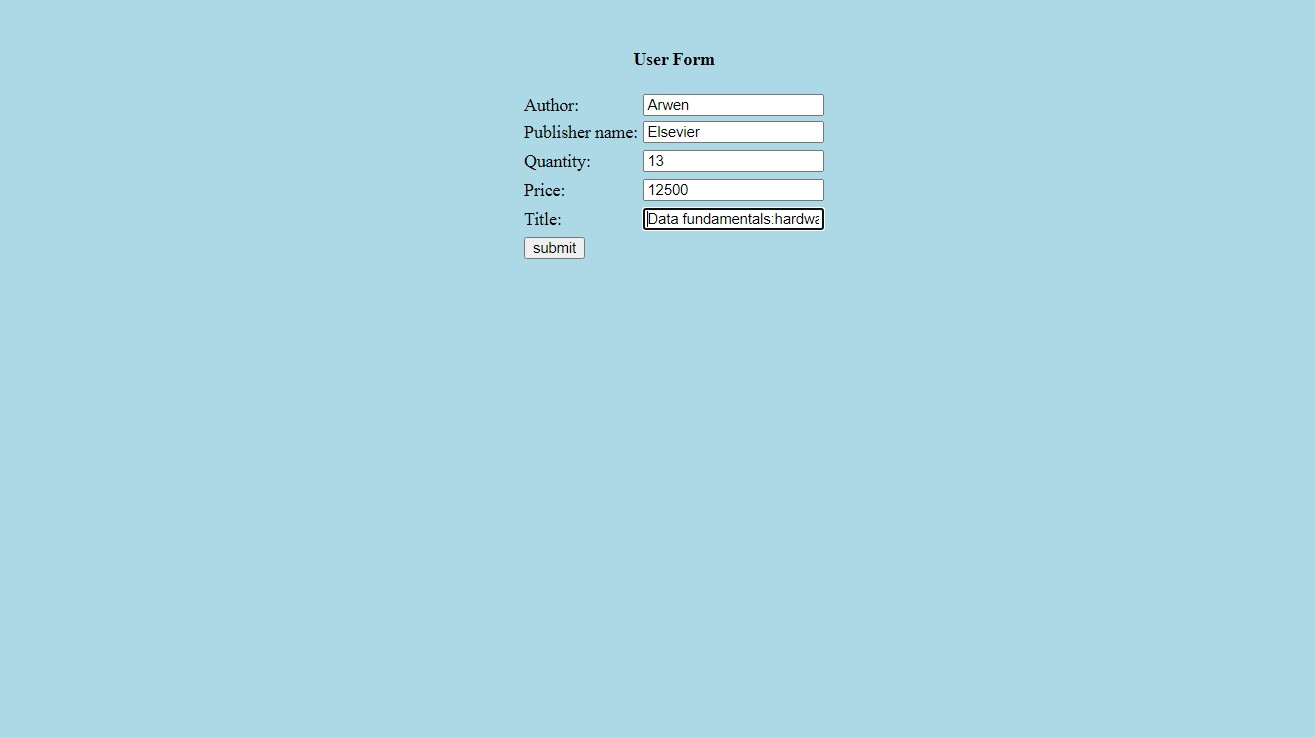 User Form
Author: Arwen
Publisher name: Elsevier
Quantity: 13
Price: 12500
Title: Data fundamentals:hardwa
submit